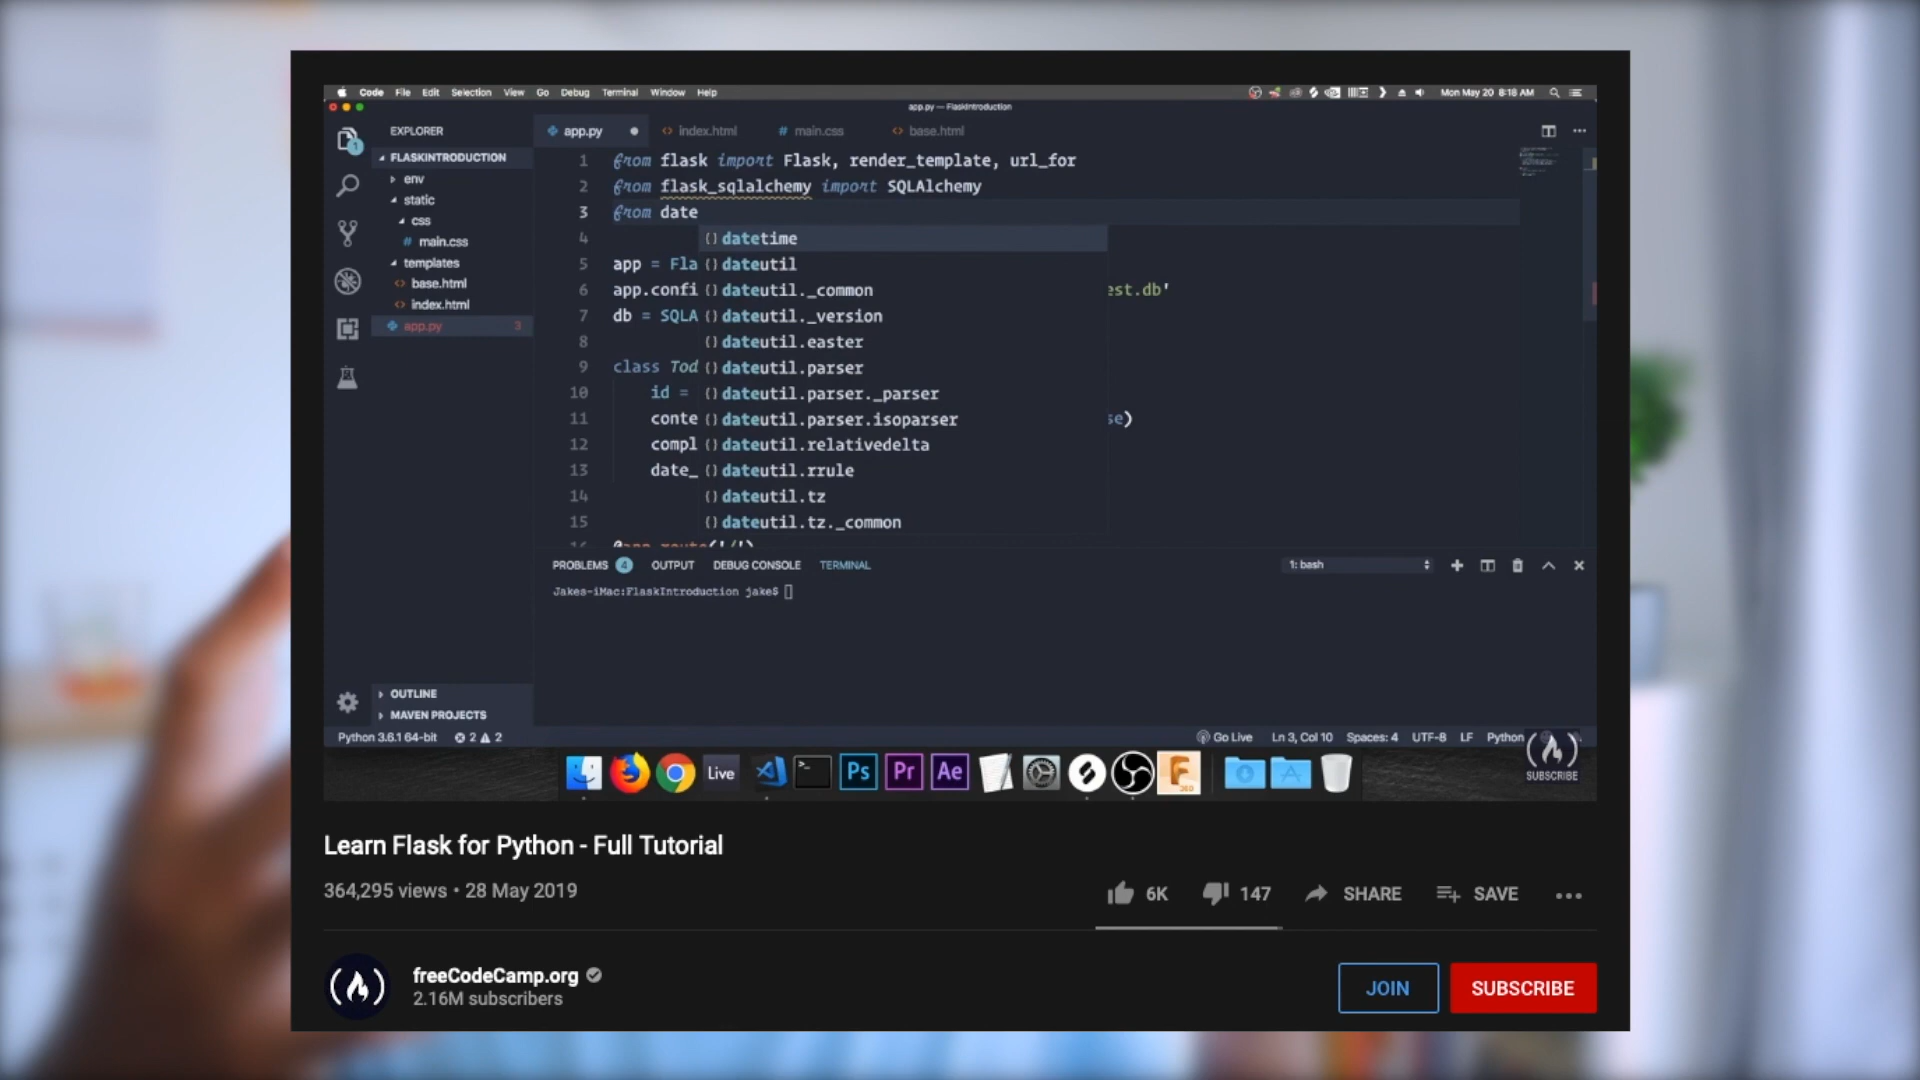 Code File Edit Selection View Go Debug Terminal Window Help
Mon May 20 8:18 AM
app.py — FlaskIntroduction
EXPLORER
FLASKINTRODUCTION
env
static
css
# main.css
templates
<> base.html
<> index.html
app.py 3
OUTLINE
MAVEN PROJECTS
app.py
<> index.html
# main.css
<> base.html
1 from flask import Flask, render_template, url_for
2 from flask_sqlalchemy import SQLAlchemy
3 from date
4 {} datetime
5 app = Fla {} dateutil
6 app.confi {} dateutil._common est.db'
7 db = SQLA {} dateutil._version
8 {} dateutil.easter
9 class Tod {} dateutil.parser
10 id = {} dateutil.parser._parser
11 conte {} dateutil.parser.isoparser se)
12 compl {} dateutil.relativedelta
13 date_ {} dateutil.rrule
14 {} dateutil.tz
15 {} dateutil.tz._common
PROBLEMS 4 OUTPUT DEBUG CONSOLE TERMINAL
1: bash
Jakes-iMac:FlaskIntroduction jake$
Python 3.6.1 64-bit 2 2
Go Live Ln 3, Col 10 Spaces: 4 UTF-8 LF Python
Live
Ps
Pr
Ae
SUBSCRIBE
Learn Flask for Python - Full Tutorial
364,295 views • 28 May 2019
6K
147
SHARE
SAVE
freeCodeCamp.org
2.16M subscribers
JOIN
SUBSCRIBE